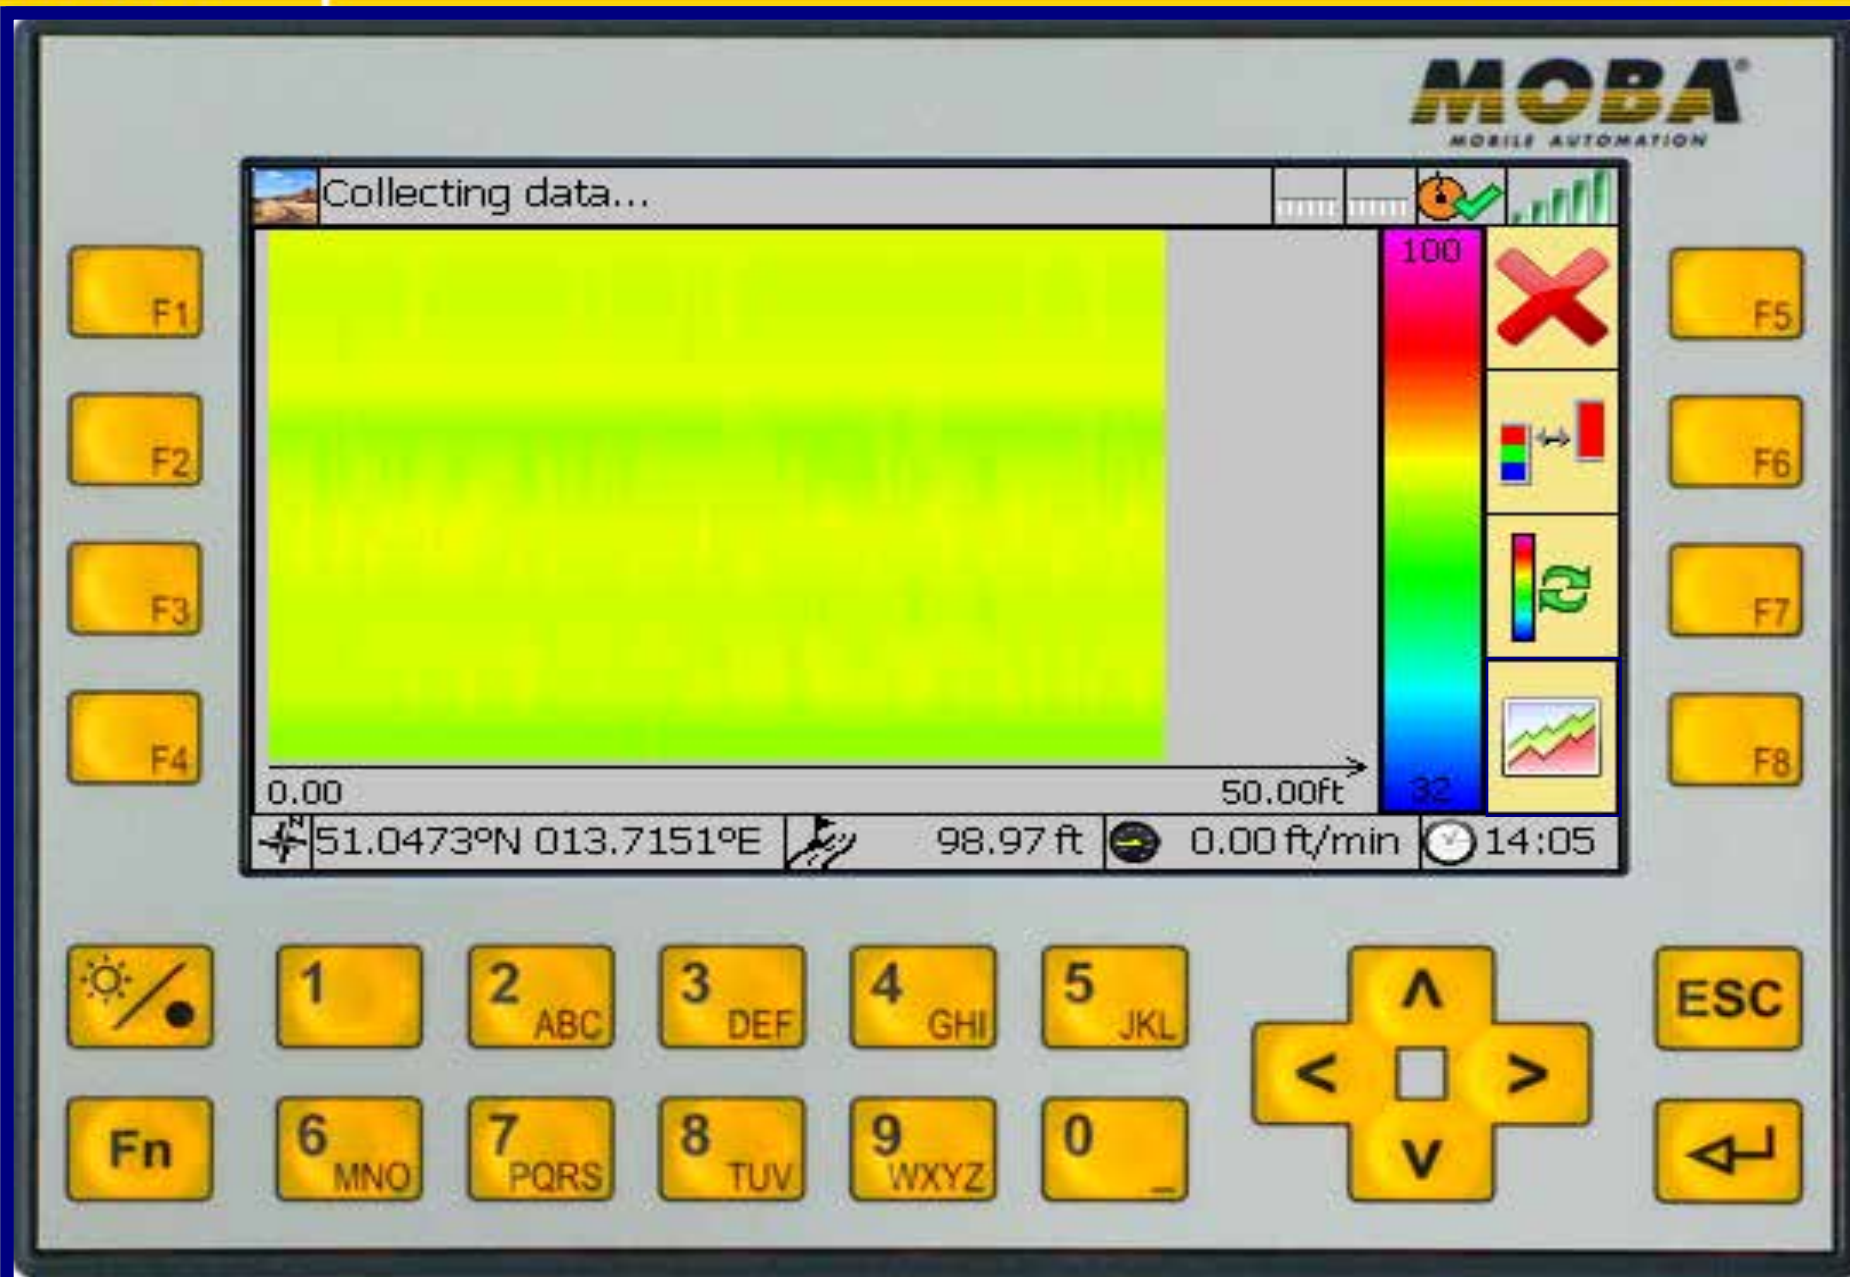 MOBA®
MOBILE AUTOMATION
Collecting data...
100
32
0.00
50.00ft
N
51.0473ºN 013.7151ºE
98.97 ft
0.00 ft/min
14:05
F1
F5
F2
F6
F3
F7
F4
F8
1
2 ABC
3 DEF
4 GHI
5 JKL
ESC
Fn
6 MNO
7 PQRS
8 TUV
9 WXYZ
0 _